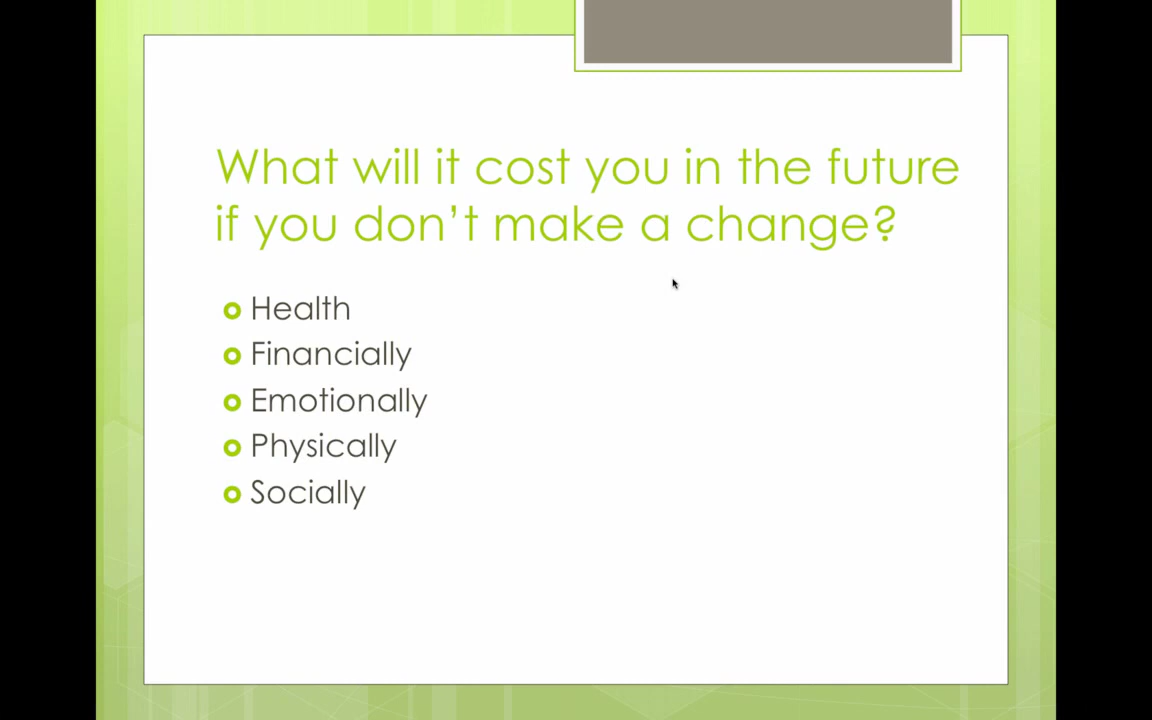 What will it cost you in the future
if you don’t make a change?
Health
Financially
Emotionally
Physically
Socially